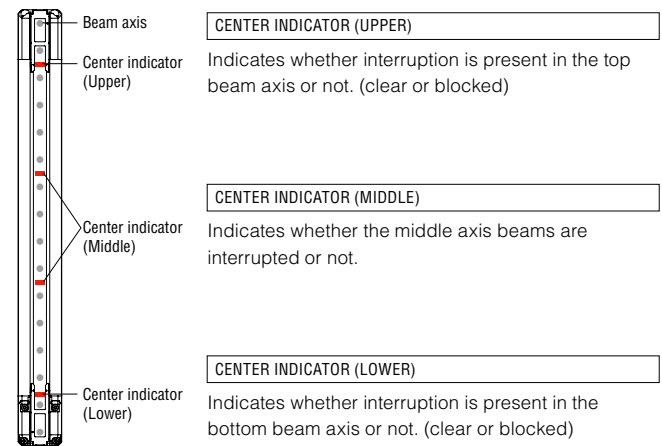 Beam axis
Center indicator
(Upper)
Center indicator
(Middle)
Center indicator
(Lower)
CENTER INDICATOR (UPPER)
Indicates whether interruption is present in the top
beam axis or not. (clear or blocked)
CENTER INDICATOR (MIDDLE)
Indicates whether the middle axis beams are
interrupted or not.
CENTER INDICATOR (LOWER)
Indicates whether interruption is present in the
bottom beam axis or not. (clear or blocked)